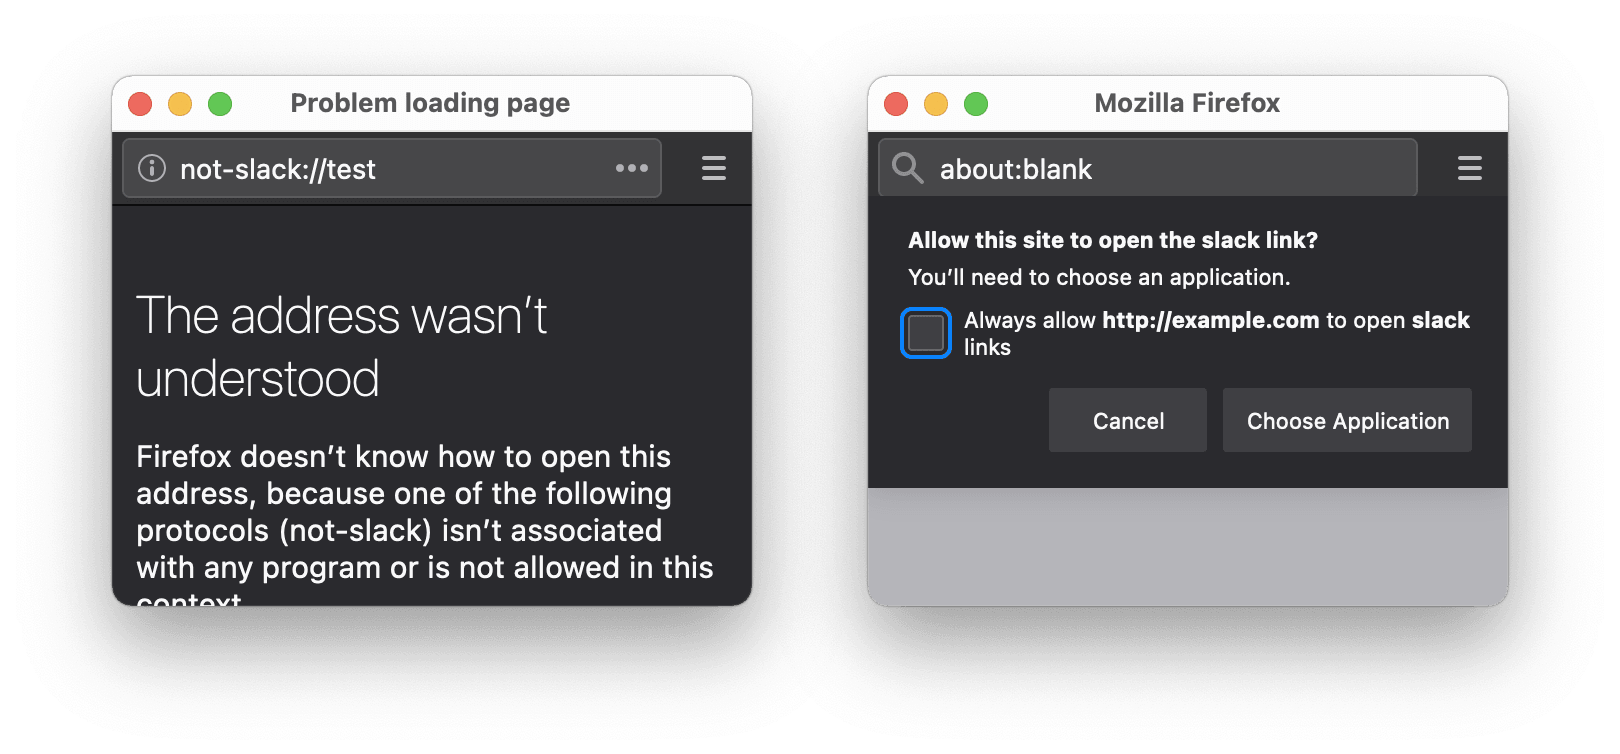 Problem loading page
not-slack://test
The address wasn’t
understood
Firefox doesn’t know how to open this
address, because one of the following
protocols (not-slack) isn’t associated
with any program or is not allowed in this
context.
Mozilla Firefox
about:blank
Allow this site to open the slack link?
You’ll need to choose an application.
Always allow http://example.com to open slack
links
Cancel
Choose Application